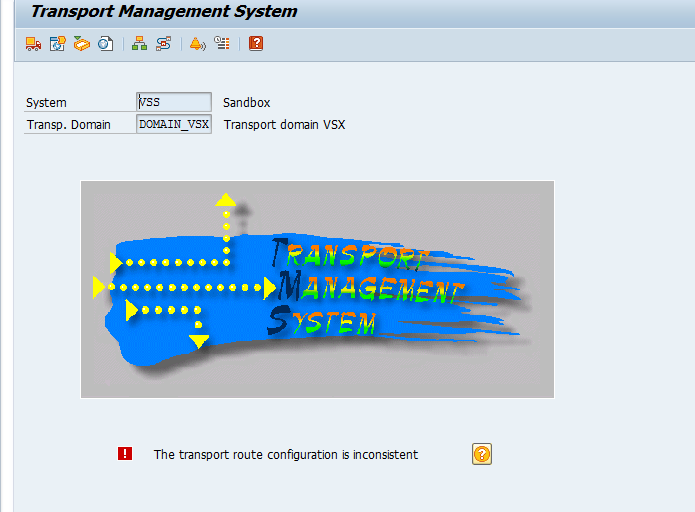 Transport Management System
System VSS Sandbox
Transp. Domain DOMAIN_VSX Transport domain VSX
TRANSPORT
MANAGEMENT
SYSTEM
! The transport route configuration is inconsistent ?